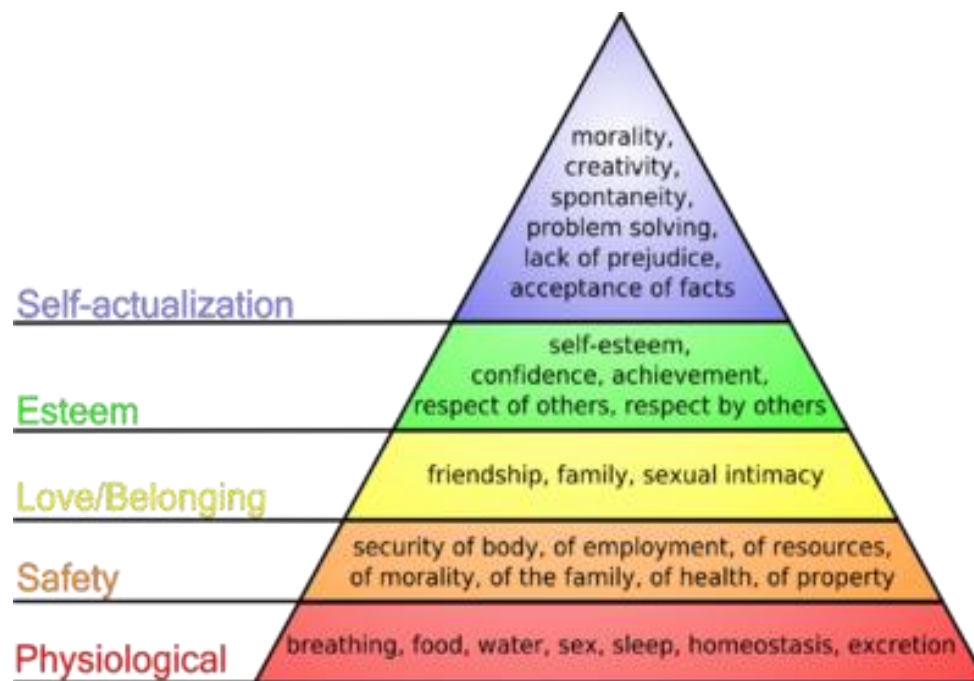 morality,
creativity,
spontaneity,
problem solving,
lack of prejudice,
acceptance of facts
Self-actualization
self-esteem,
confidence, achievement,
respect of others, respect by others
Esteem
friendship, family, sexual intimacy
Love/Belonging
security of body, of employment, of resources,
of morality, of the family, of health, of property
Safety
breathing, food, water, sex, sleep, homeostasis, excretion
Physiological